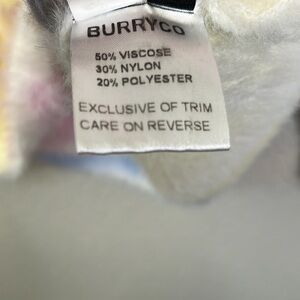 BURRYCO
50% VISCOSE
30% NYLON
20% POLYESTER
EXCLUSIVE OF TRIM
CARE ON REVERSE